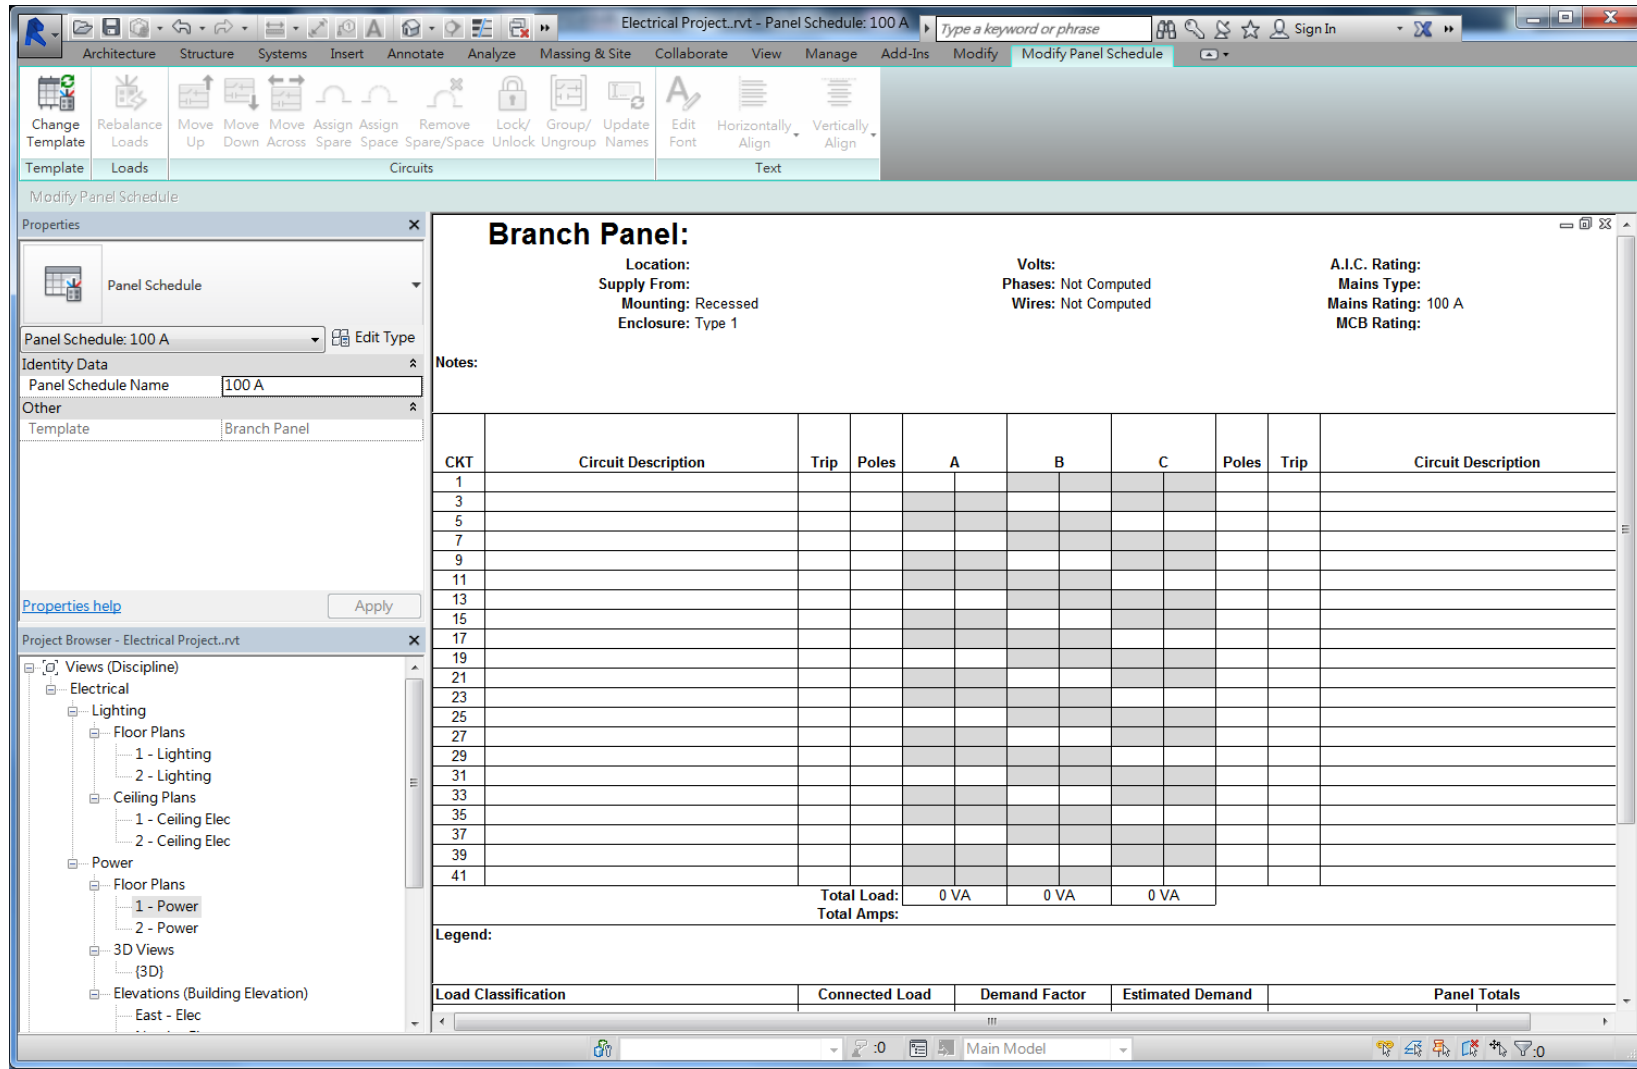 Electrical Project..rvt - Panel Schedule: 100 A
Type a keyword or phrase
Sign In
Architecture Structure Systems Insert Annotate Analyze Massing & Site Collaborate View Manage Add-Ins Modify Modify Panel Schedule
Change Template
Rebalance Loads
Move Up
Move Down
Move Across
Assign Spare
Assign Space
Remove Spare/Space
Lock/ Unlock
Group/ Ungroup
Update Names
Edit Font
Horizontally Align
Vertically Align
Template Loads Circuits Text
Modify Panel Schedule
Properties
Panel Schedule
Panel Schedule: 100 A
Edit Type
Identity Data
Panel Schedule Name 100 A
Other
Template Branch Panel
Properties help
Apply
Project Browser - Electrical Project..rvt
Views (Discipline)
Electrical
Lighting
Floor Plans
1 - Lighting
2 - Lighting
Ceiling Plans
1 - Ceiling Elec
2 - Ceiling Elec
Power
Floor Plans
1 - Power
2 - Power
3D Views
{3D}
Elevations (Building Elevation)
East - Elec
Branch Panel:
Location: Volts: A.I.C. Rating:
Supply From: Phases: Not Computed Mains Type:
Mounting: Recessed Wires: Not Computed Mains Rating: 100 A
Enclosure: Type 1 MCB Rating:
Notes:
CKT Circuit Description Trip Poles A B C Poles Trip Circuit Description
1
3
5
7
9
11
13
15
17
19
21
23
25
27
29
31
33
35
37
39
41
Total Load: 0 VA 0 VA 0 VA
Total Amps:
Legend:
Load Classification Connected Load Demand Factor Estimated Demand Panel Totals
:0
Main Model
:0